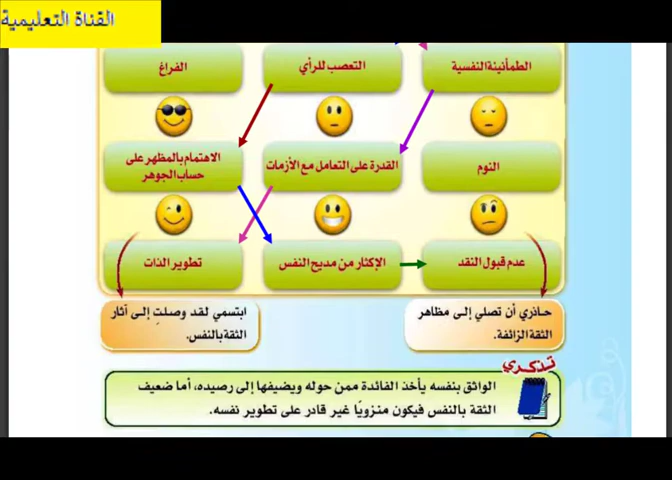 القناة التعليمية
الطمأنينة النفسية
التعصب للرأي
الفراغ
النوم
القدرة على التعامل مع الأزمات
الاهتمام بالمظهر على
حساب الجوهر
عدم قبول النقد
الإكثار من مديح النفس
تطوير الذات
حاذري أن تصلي إلى مظاهر
الثقة الزائفة.
ابتسمي لقد وصلتِ إلى آثار
الثقة بالنفس.
تذكري
الواثق بنفسه يأخذ الفائدة ممن حوله ويضيفها إلى رصيده، أما ضعيف
الثقة بالنفس فيكون منزويًا غير قادر على تطوير نفسه.